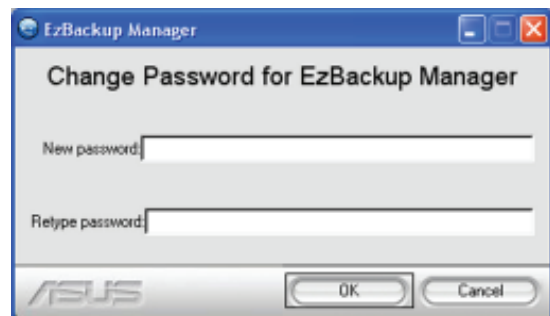 EzBackup Manager
Change Password for EzBackup Manager
New password:
Retype password:
ASUS
OK Cancel